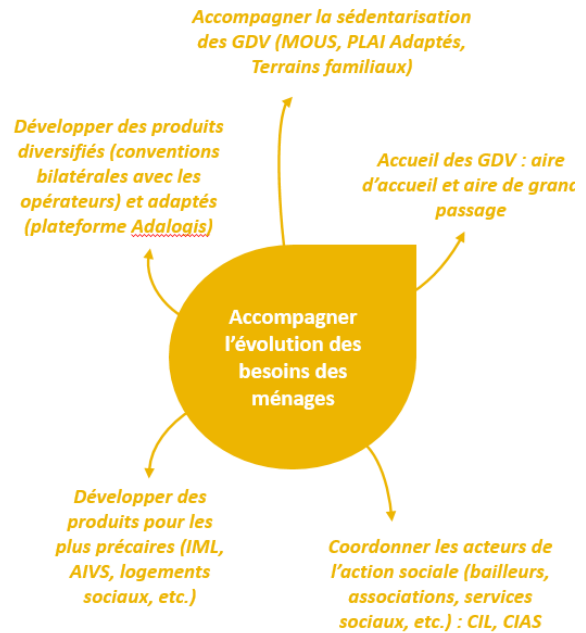 Accompagner la sédentarisation
des GDV (MOUS, PLAI Adaptés,
Terrains familiaux)
Développer des produits
diversifiés (conventions
bilatérales avec les
opérateurs) et adaptés
(plateforme Adalogis)
Accueil des GDV : aire
d’accueil et aire de grand
passage
Accompagner
l’évolution des
besoins des
ménages
Développer des
produits pour les
plus précaires (IML,
AIVS, logements
sociaux, etc.)
Coordonner les acteurs de
l’action sociale (bailleurs,
associations, services
sociaux, etc.) : CIL, CIAS